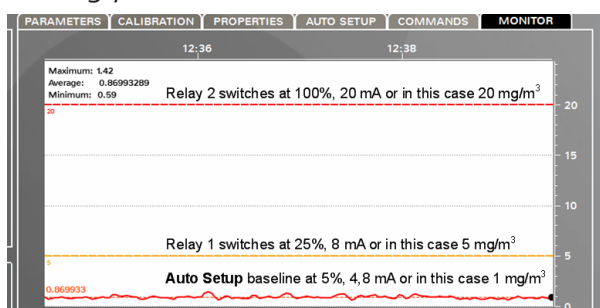 PARAMETERS CALIBRATION PROPERTIES AUTO SETUP COMMANDS MONITOR
12:36 12:38
Maximum: 1.42
Average: 0.86993289
Minimum: 0.59
Relay 2 switches at 100%, 20 mA or in this case 20 mg/m³
20
20
15
10
Relay 1 switches at 25%, 8 mA or in this case 5 mg/m³
5
5
Auto Setup baseline at 5%, 4,8 mA or in this case 1 mg/m³
0.869933
0